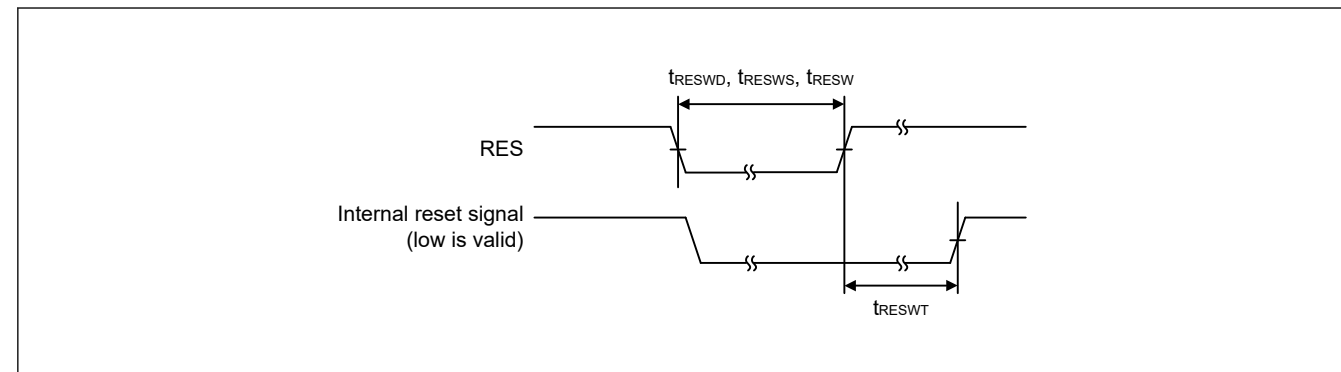 tRESWD, tRESWS, tRESW
RES
Internal reset signal
(low is valid)
tRESWT